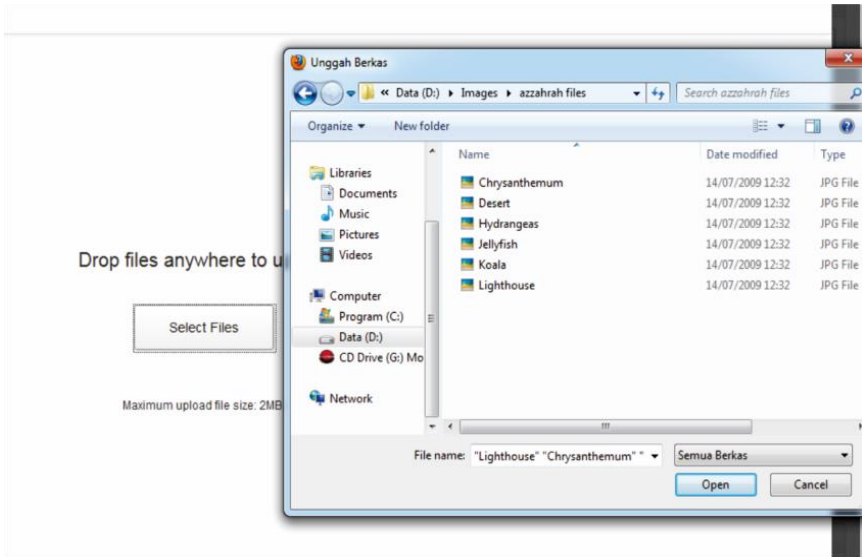 Unggah Berkas
« Data (D:) ▸ Images ▸ azzahrah files
Search azzahrah files
Organize ▾ New folder
Name Date modified Type
Libraries
Documents
Music
Pictures
Videos
Computer
Program (C:)
Data (D:)
CD Drive (G:) Mo
Network
Chrysanthemum 14/07/2009 12:32 JPG File
Desert 14/07/2009 12:32 JPG File
Hydrangeas 14/07/2009 12:32 JPG File
Jellyfish 14/07/2009 12:32 JPG File
Koala 14/07/2009 12:32 JPG File
Lighthouse 14/07/2009 12:32 JPG File
File name: "Lighthouse" "Chrysanthemum" " Semua Berkas
Open Cancel
Drop files anywhere to u
Select Files
Maximum upload file size: 2MB